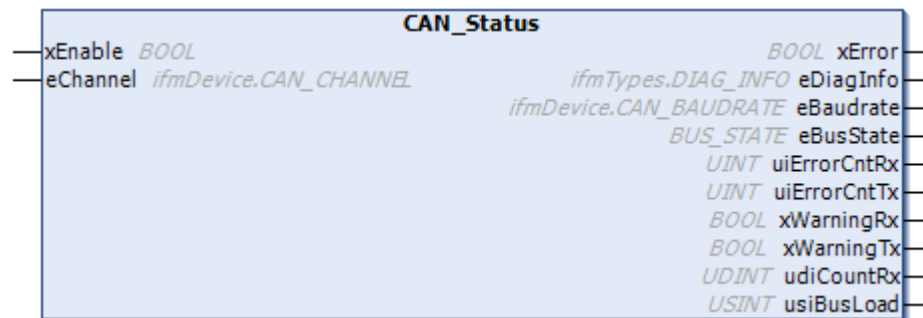 CAN_Status
xEnable BOOL BOOL xError
eChannel ifmDevice.CAN_CHANNEL ifmTypes.DIAG_INFO eDiagInfo
ifmDevice.CAN_BAUDRATE eBaudrate
BUS_STATE eBusState
UINT uiErrorCntRx
UINT uiErrorCntTx
BOOL xWarningRx
BOOL xWarningTx
UDINT udiCountRx
USINT usiBusLoad